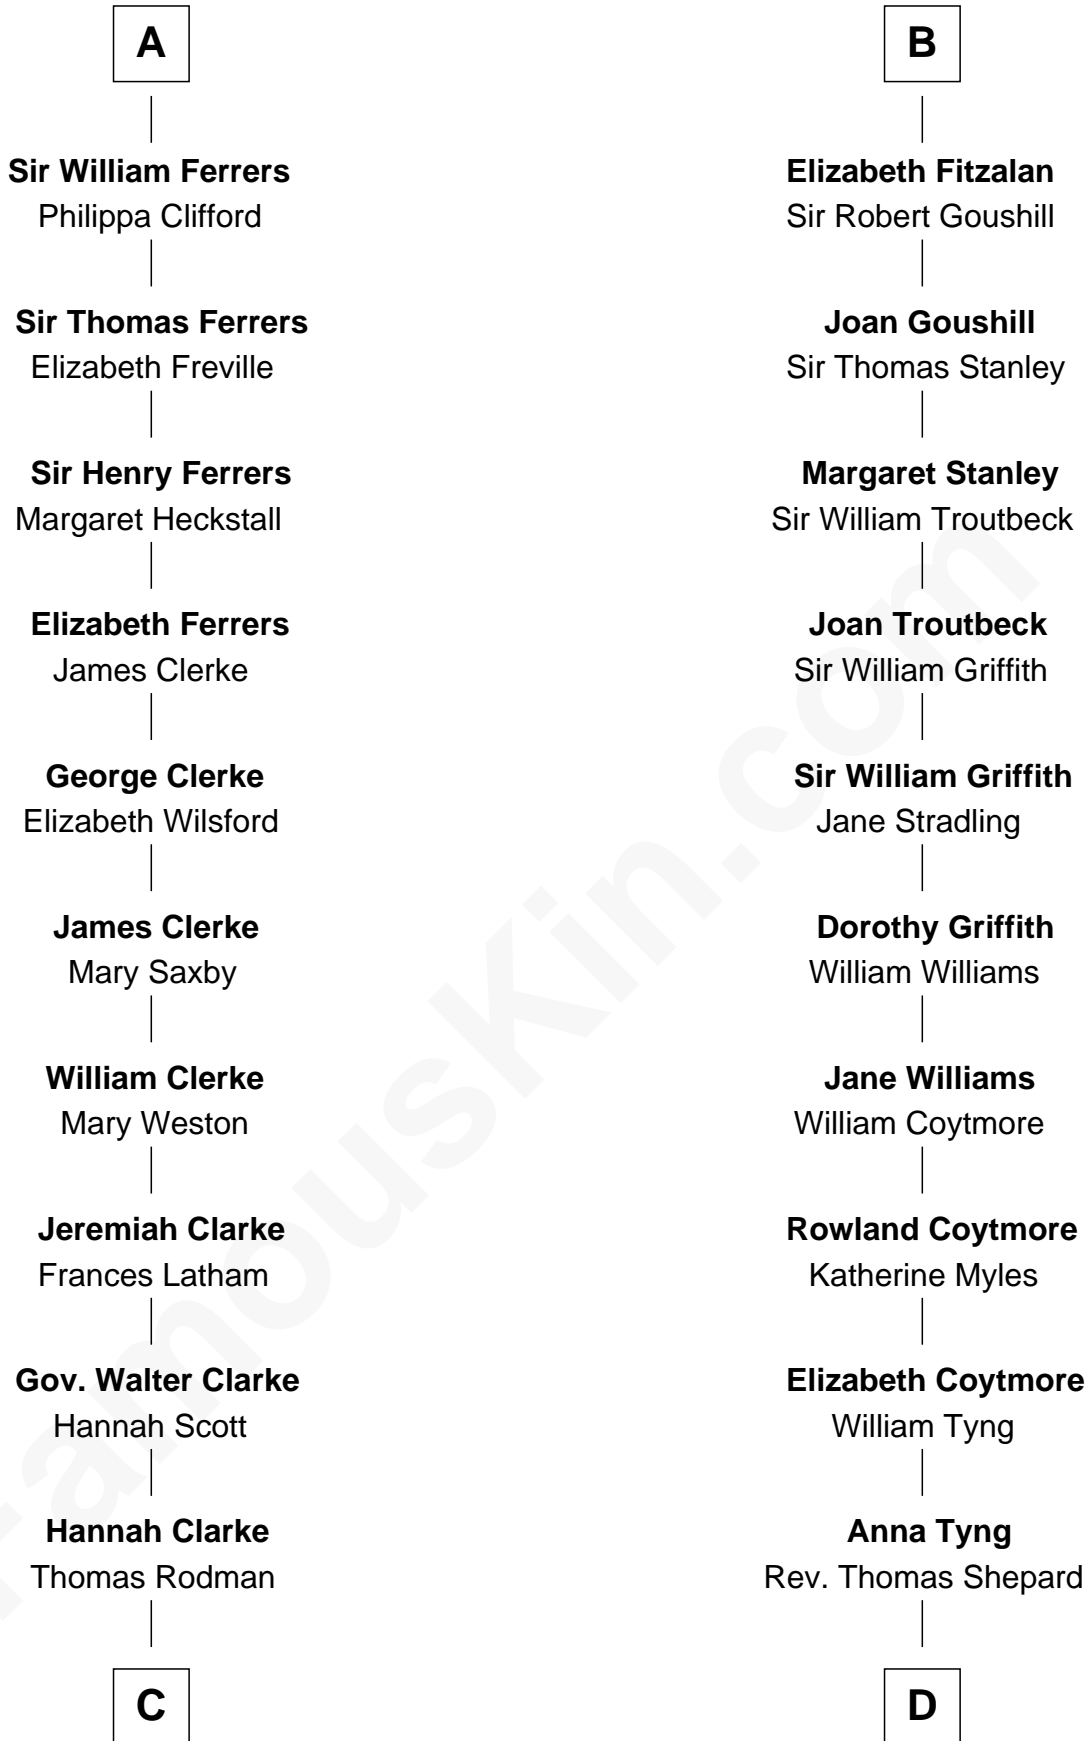 A
Sir William Ferrers
Philippa Clifford
Sir Thomas Ferrers
Elizabeth Freville
Sir Henry Ferrers
Margaret Heckstall
Elizabeth Ferrers
James Clerke
George Clerke
Elizabeth Wilsford
James Clerke
Mary Saxby
William Clerke
Mary Weston
Jeremiah Clarke
Frances Latham
Gov. Walter Clarke
Hannah Scott
Hannah Clarke
Thomas Rodman
C
B
Elizabeth Fitzalan
Sir Robert Goushill
Joan Goushill
Sir Thomas Stanley
Margaret Stanley
Sir William Troutbeck
Joan Troutbeck
Sir William Griffith
Sir William Griffith
Jane Stradling
Dorothy Griffith
William Williams
Jane Williams
William Coytmore
Rowland Coytmore
Katherine Myles
Elizabeth Coytmore
William Tyng
Anna Tyng
Rev. Thomas Shepard
D
FamousKin.com